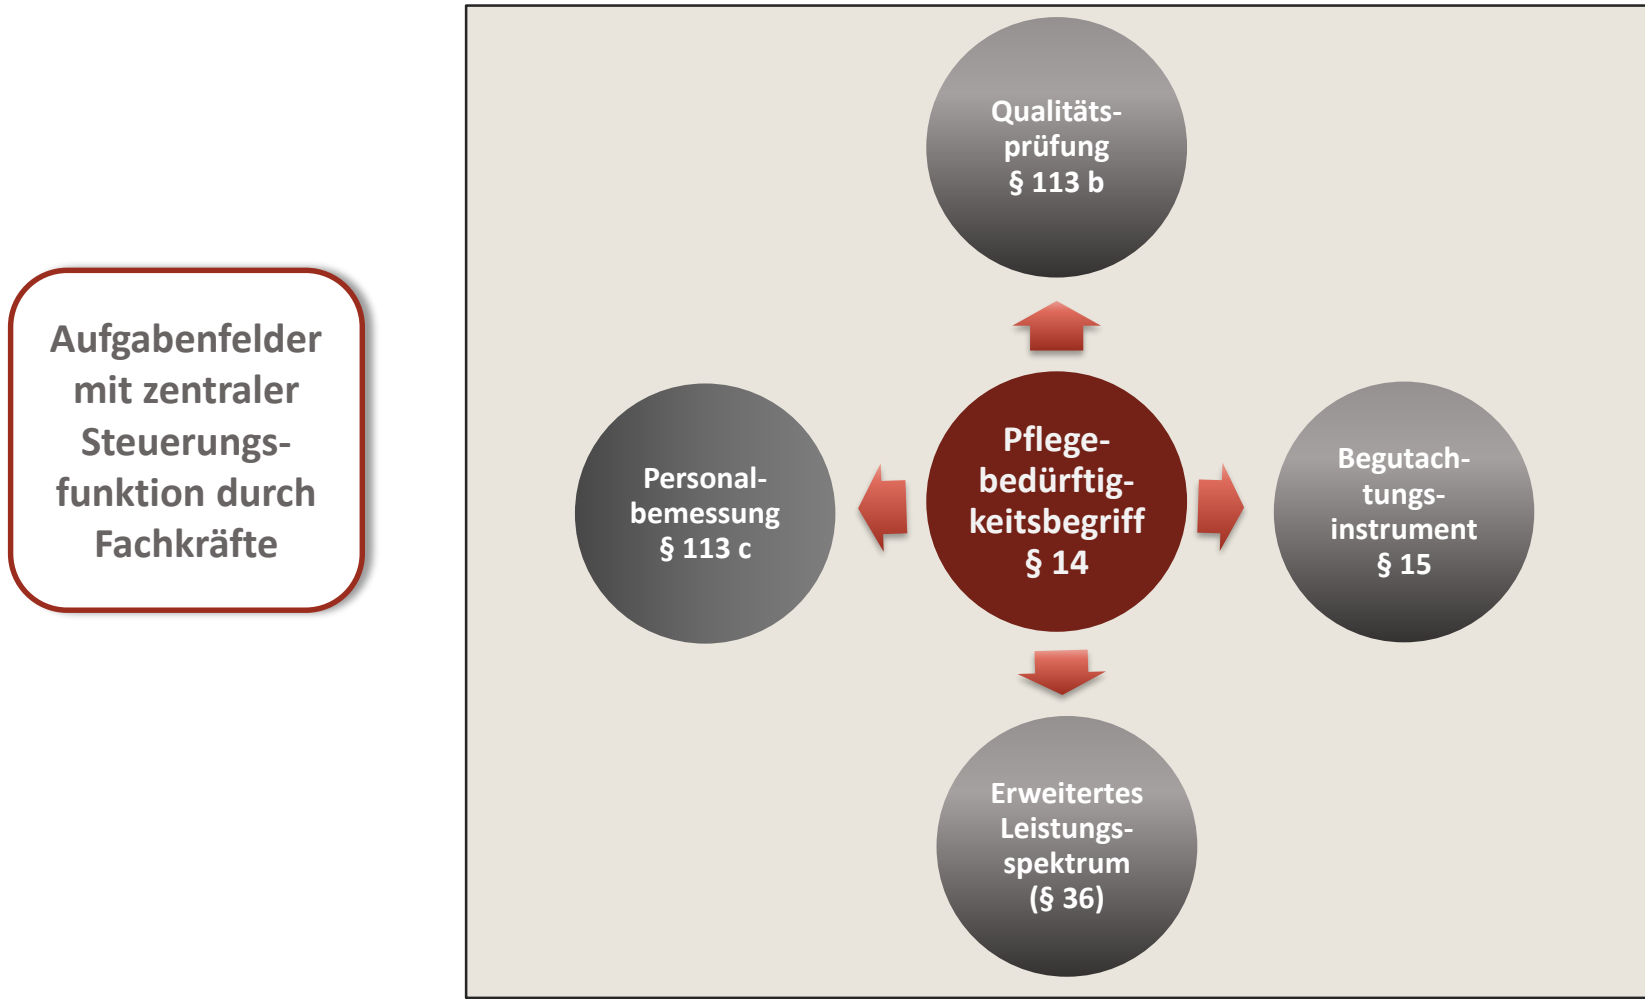 Aufgabenfelder
mit zentraler
Steuerungs-
funktion durch
Fachkräfte
Qualitäts-
prüfung
§ 113 b
Personal-
bemessung
§ 113 c
Pflege-
bedürftig-
keitsbegriff
§ 14
Begutach-
tungs-
instrument
§ 15
Erweitertes
Leistungs-
spektrum
(§ 36)